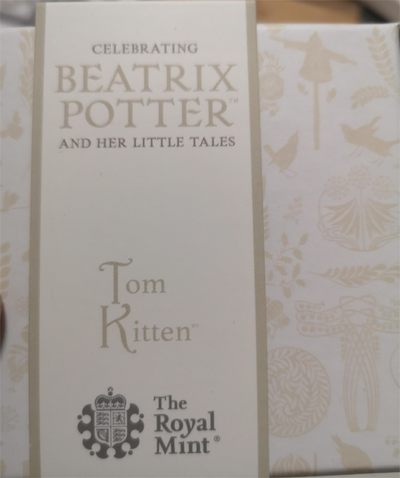 CELEBRATING
BEATRIX
POTTER™
AND HER LITTLE TALES
Tom
Kitten™
The
Royal
Mint®